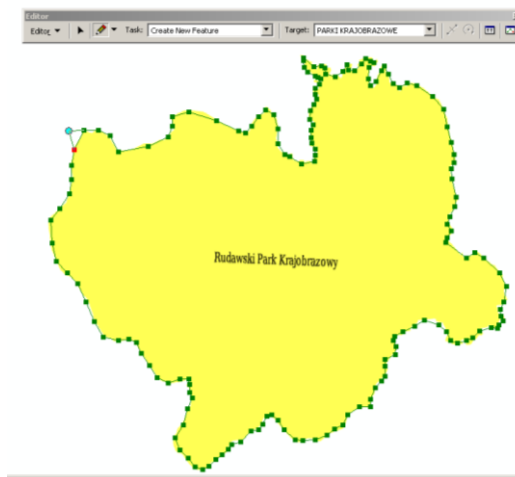 Editor
Editor Task: Create New Feature Target: PARKI KRAJOBRAZOWE
Rudawski Park Krajobrazowy